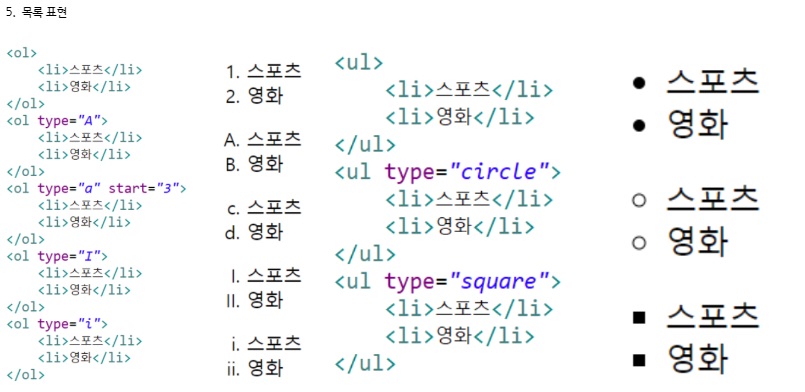 5. 목록 표현
<ol>
<li>스포츠</li>
<li>영화</li>
</ol>
<ol type="A">
<li>스포츠</li>
<li>영화</li>
</ol>
<ol type="a" start="3">
<li>스포츠</li>
<li>영화</li>
</ol>
<ol type="I">
<li>스포츠</li>
<li>영화</li>
</ol>
<ol type="i">
<li>스포츠</li>
<li>영화</li>
</ol>
1. 스포츠
2. 영화
A. 스포츠
B. 영화
c. 스포츠
d. 영화
I. 스포츠
II. 영화
i. 스포츠
ii. 영화
<ul>
<li>스포츠</li>
<li>영화</li>
</ul>
<ul type="circle">
<li>스포츠</li>
<li>영화</li>
</ul>
<ul type="square">
<li>스포츠</li>
<li>영화</li>
</ul>
● 스포츠
● 영화
○ 스포츠
○ 영화
■ 스포츠
■ 영화